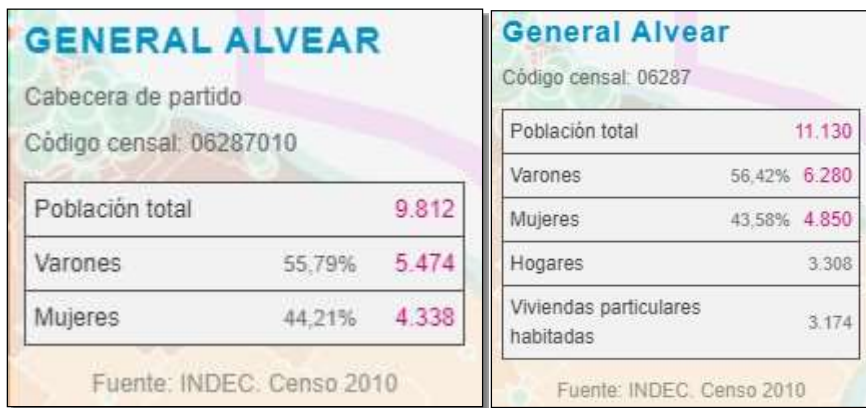 GENERAL ALVEAR
Cabecera de partido
Código censal: 06287010
Población total 9.812
Varones 55,79% 5.474
Mujeres 44,21% 4.338
Fuente: INDEC. Censo 2010
General Alvear
Código censal: 06287
Población total 11.130
Varones 56,42% 6.280
Mujeres 43,58% 4.850
Hogares 3.308
Viviendas particulares
habitadas 3.174
Fuente: INDEC. Censo 2010